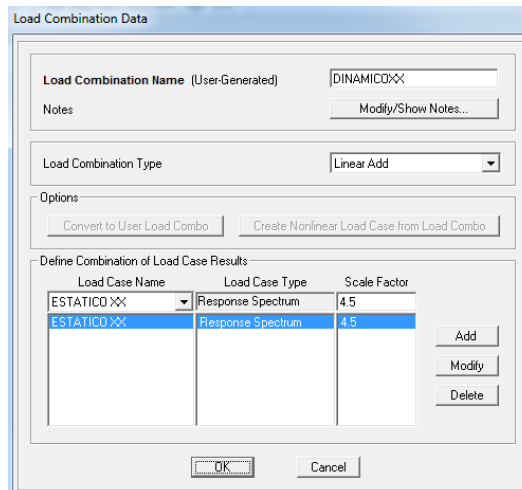 Load Combination Data
Load Combination Name (User-Generated) DINAMICOXX
Notes Modify/Show Notes...
Load Combination Type Linear Add
Options
Convert to User Load Combo Create Nonlinear Load Case from Load Combo
Define Combination of Load Case Results
Load Case Name Load Case Type Scale Factor
ESTATICO XX Response Spectrum 4.5
ESTATICO XX Response Spectrum 4.5
Add
Modify
Delete
OK Cancel